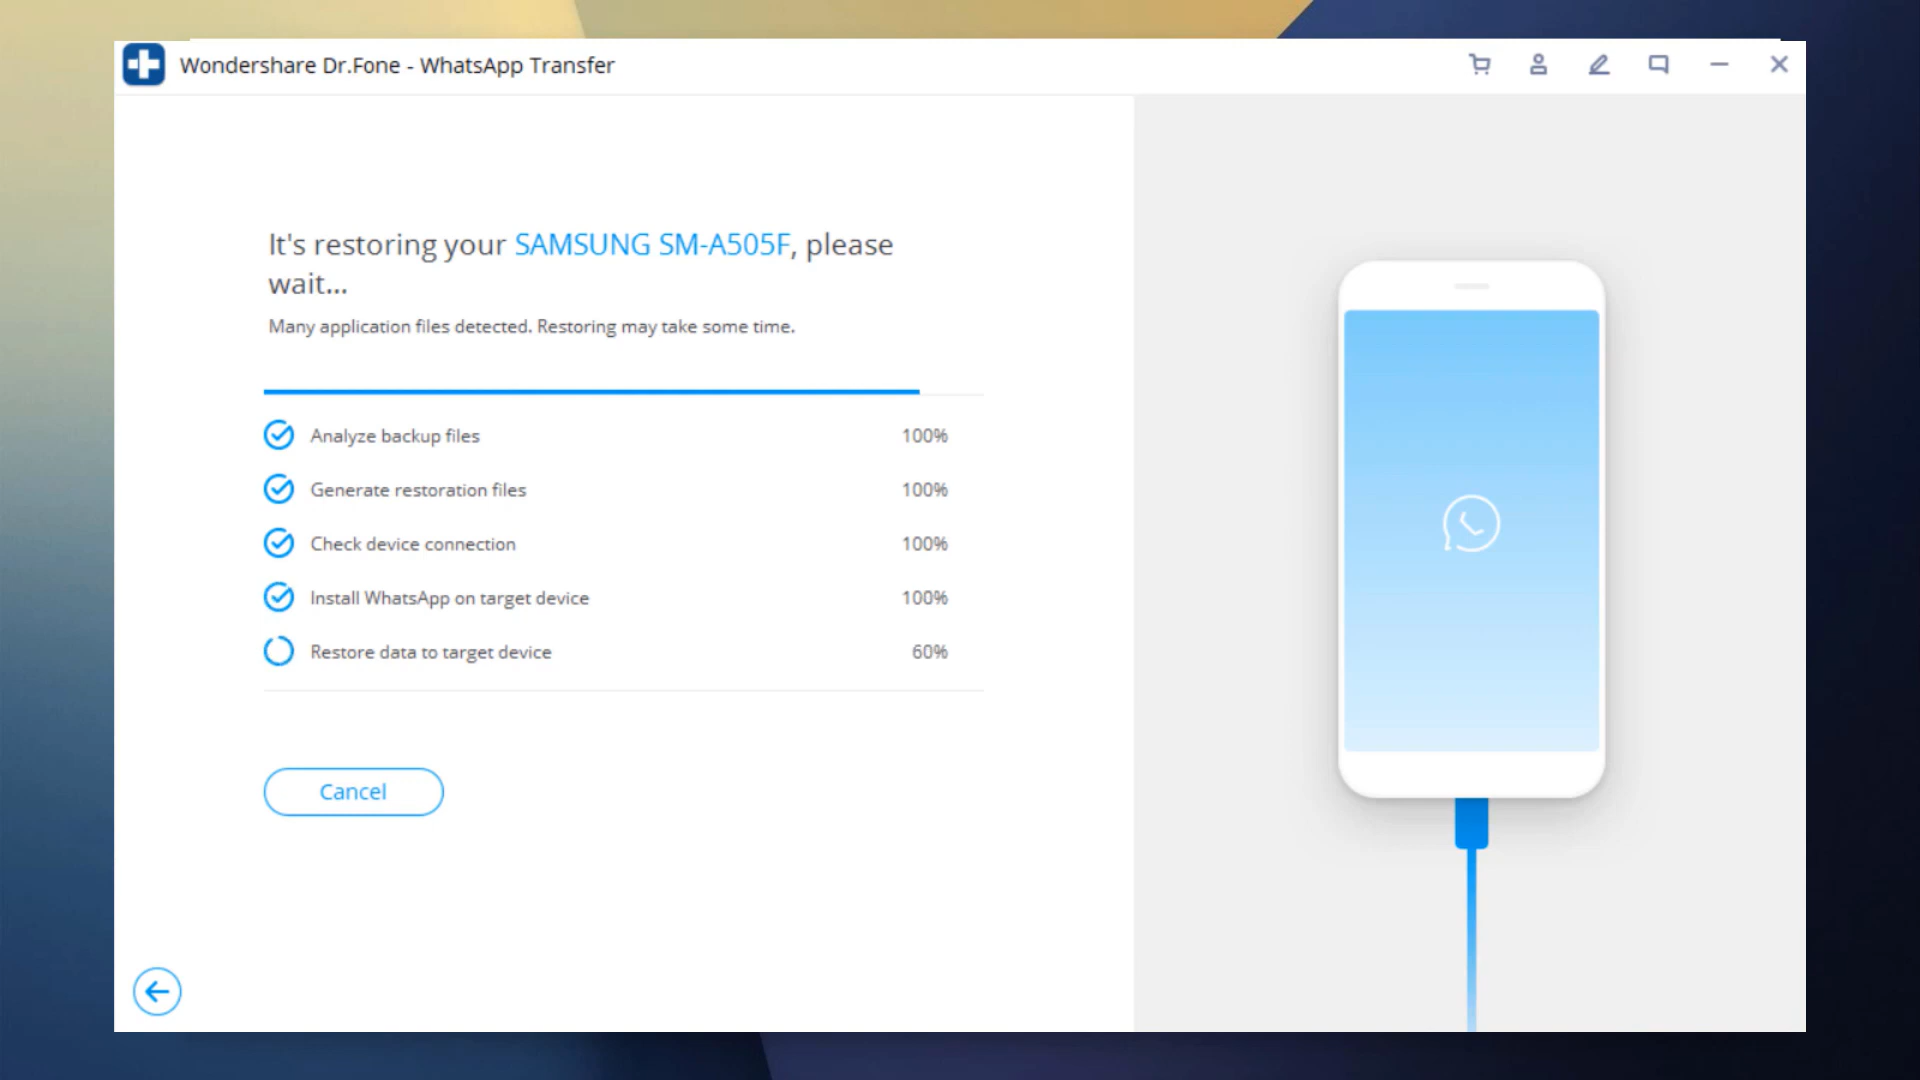 Wondershare Dr.Fone - WhatsApp Transfer
It's restoring your SAMSUNG SM-A505F, please
wait...
Many application files detected. Restoring may take some time.
Analyze backup files 100%
Generate restoration files 100%
Check device connection 100%
Install WhatsApp on target device 100%
Restore data to target device 60%
Cancel